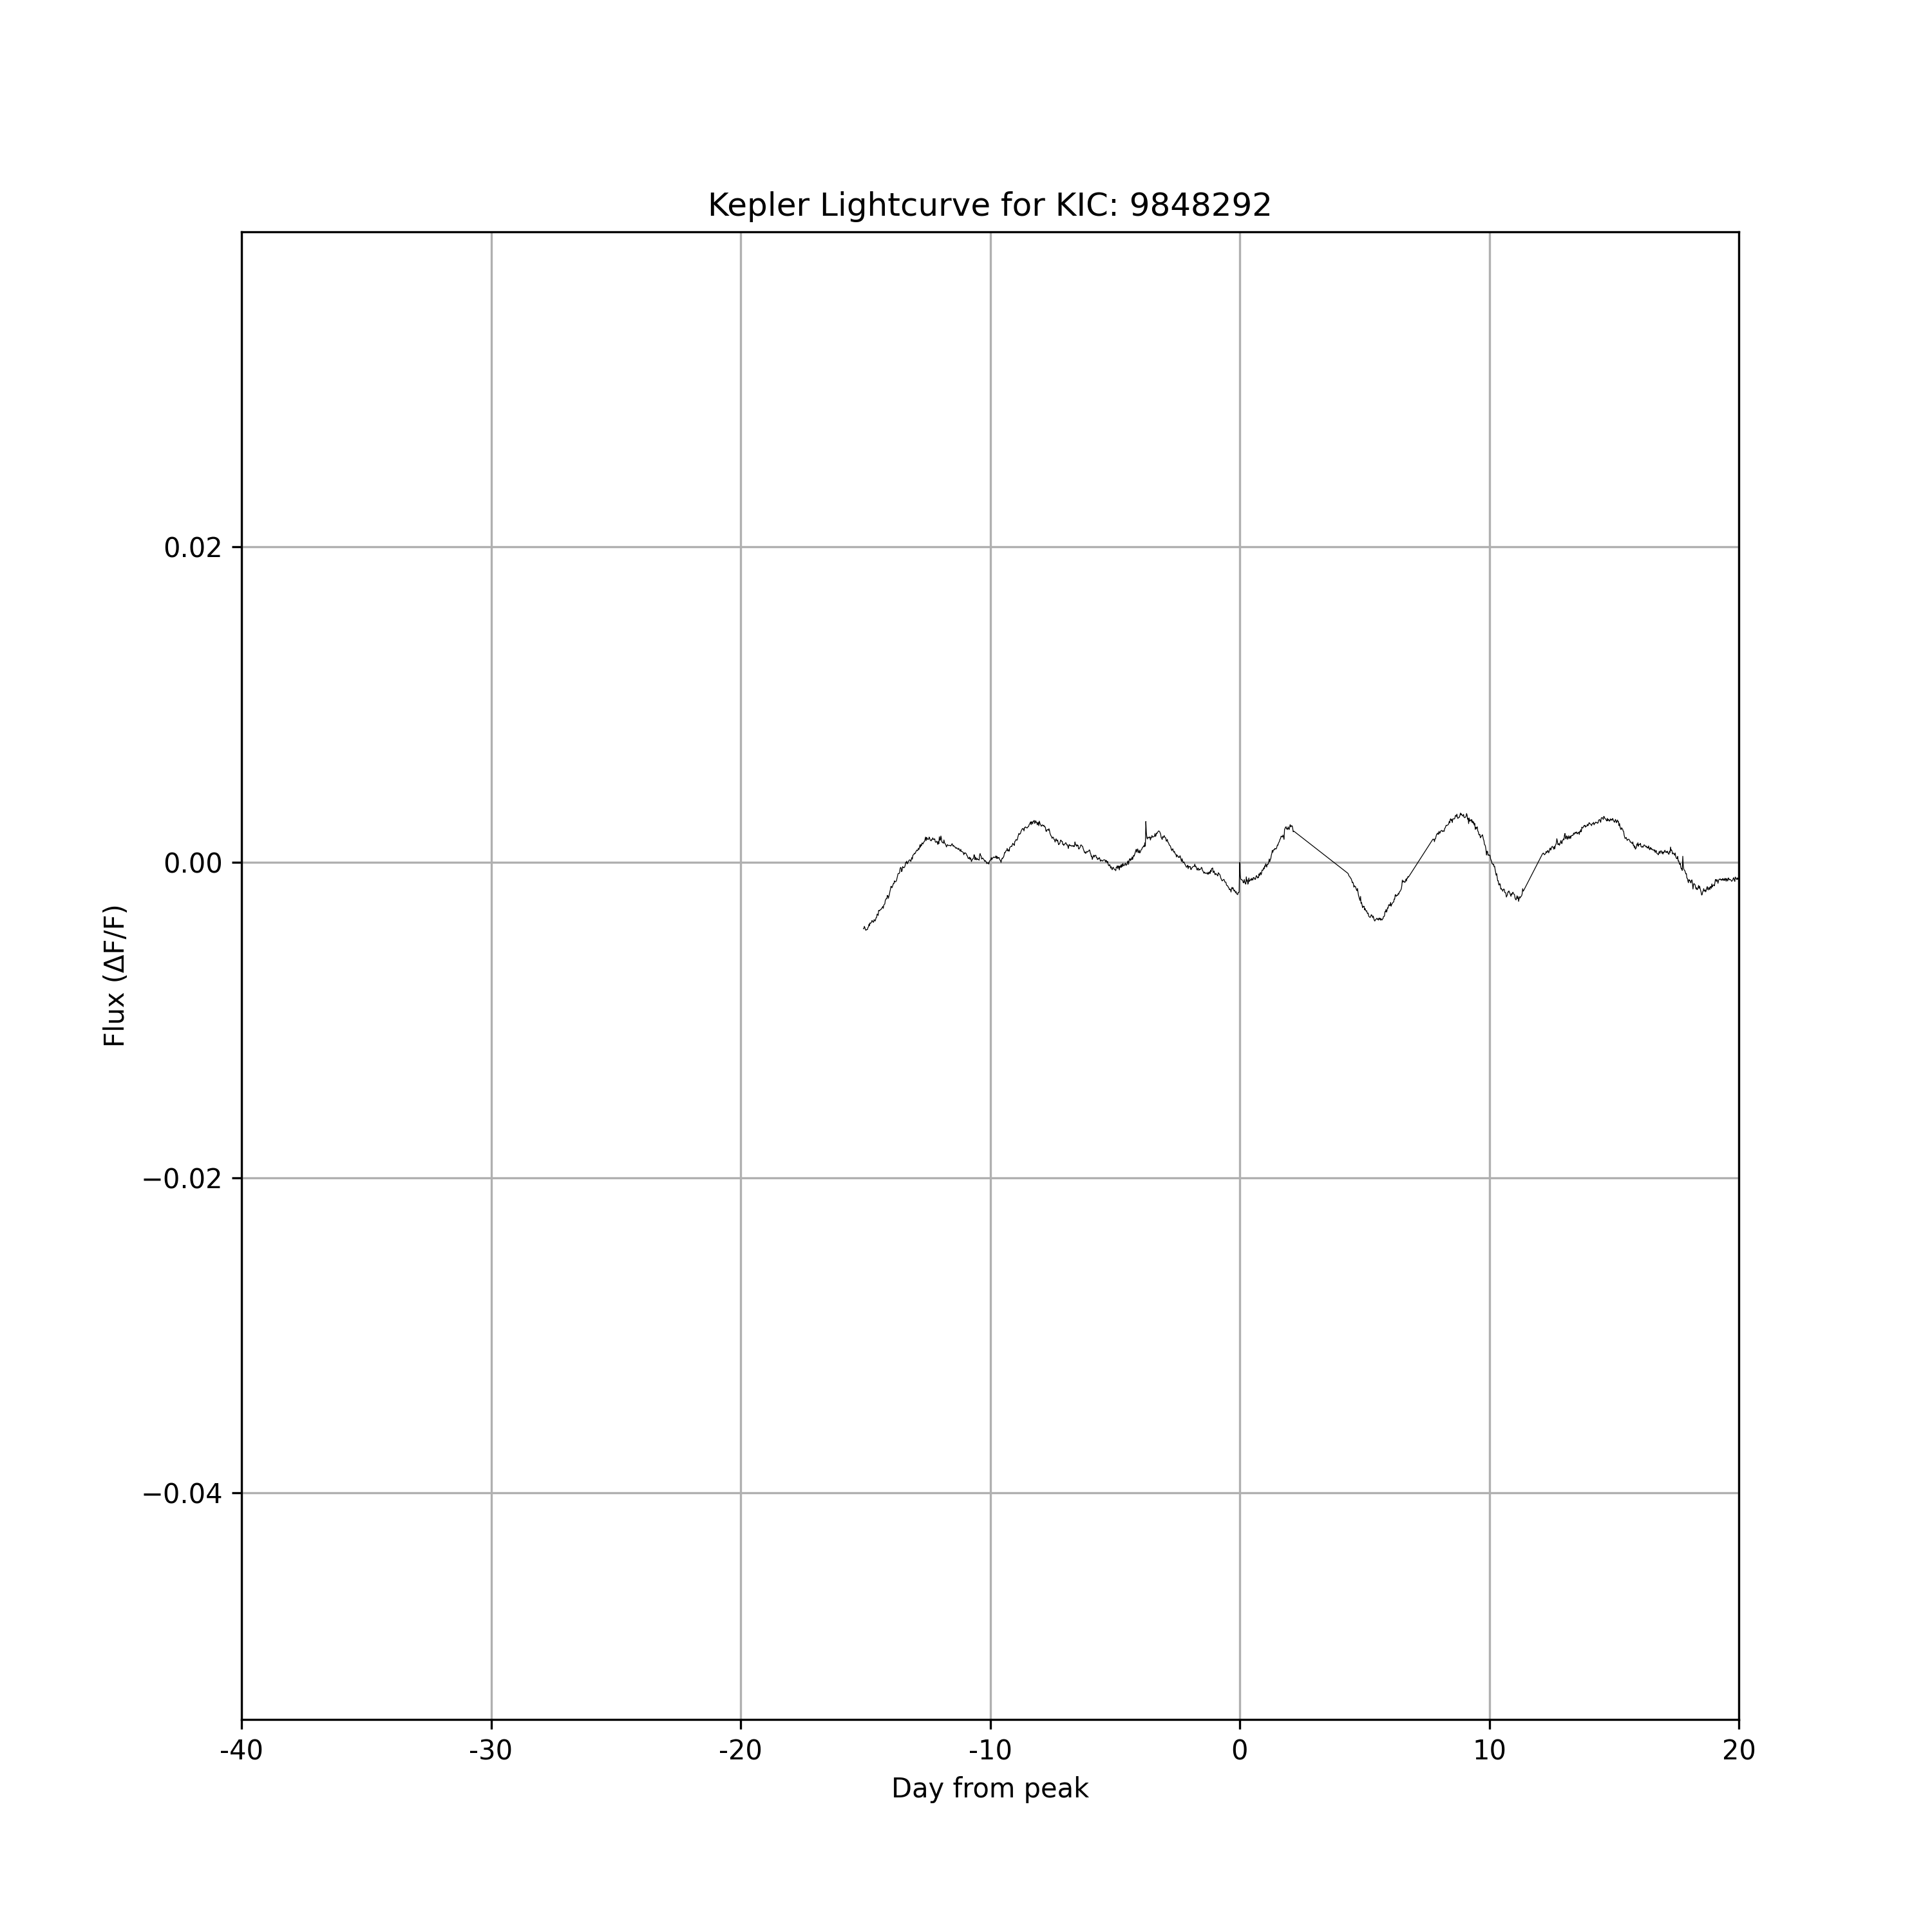 Kepler Lightcurve for KIC: 9848292
0.02
0.00
−0.02
−0.04
Flux (ΔF/F)
-40 -30 -20 -10 0 10 20
Day from peak